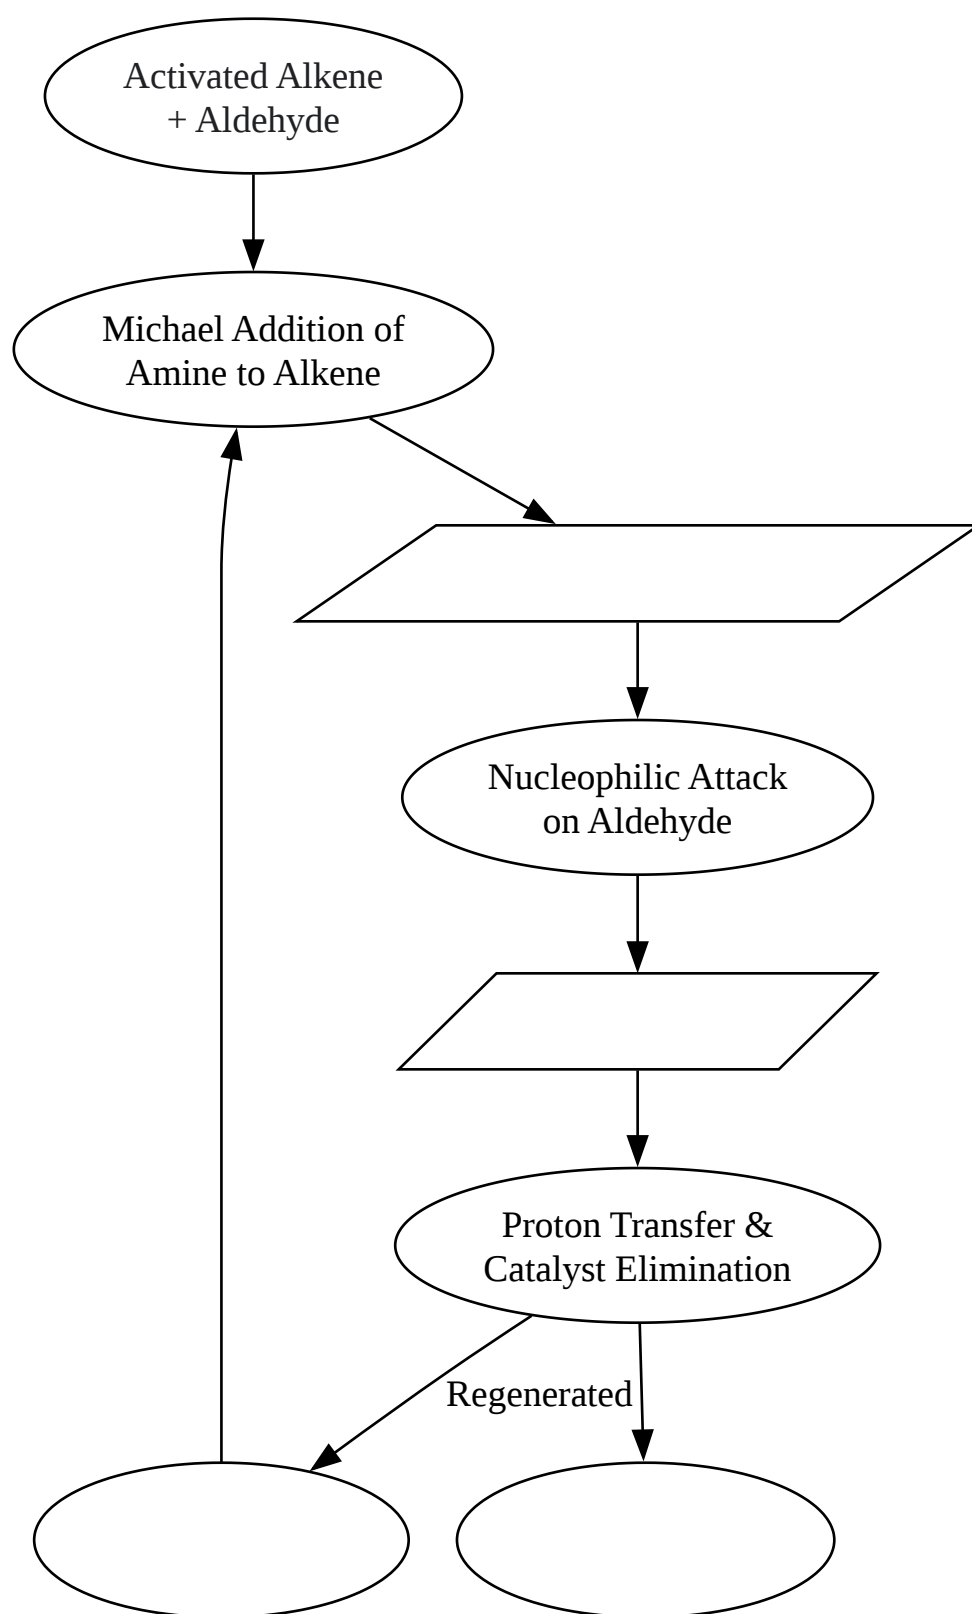 Activated Alkene
+ Aldehyde
Michael Addition of
Amine to Alkene
Nucleophilic Attack
on Aldehyde
Proton Transfer &
Catalyst Elimination
Regenerated